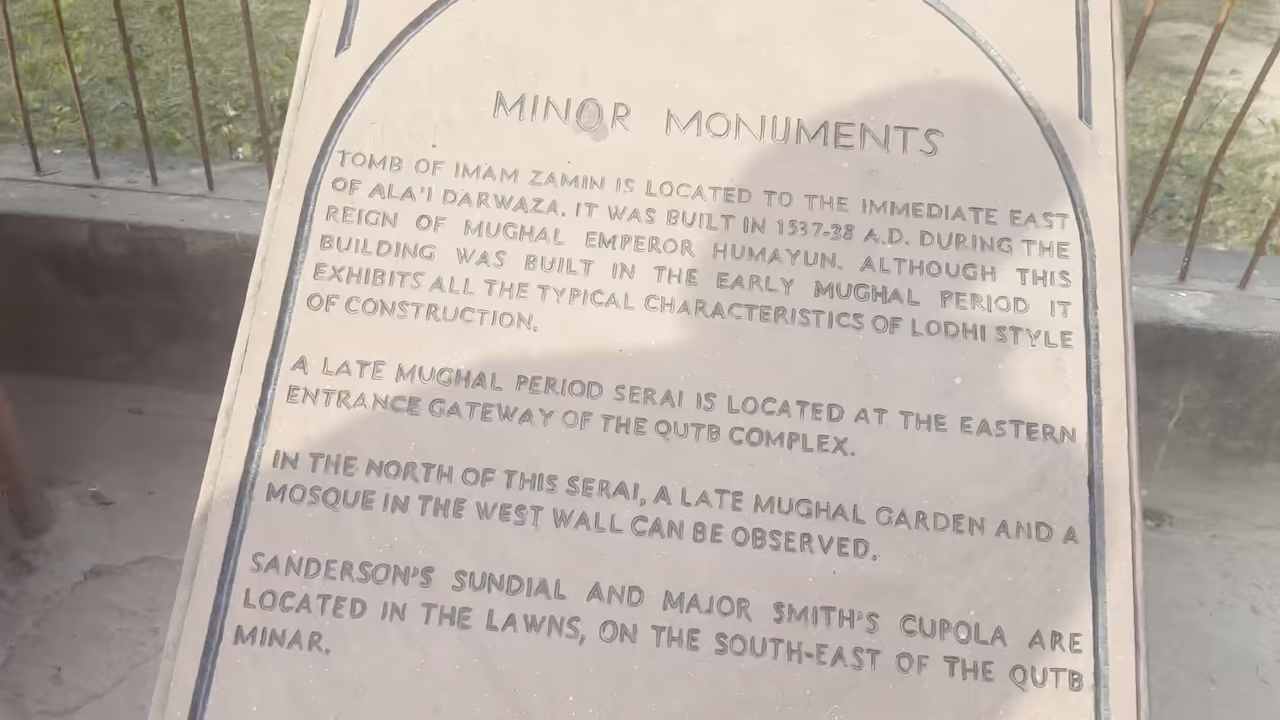 MINOR MONUMENTS
TOMB OF IMAM ZAMIN IS LOCATED TO THE IMMEDIATE EAST
OF ALA'I DARWAZA. IT WAS BUILT IN 1537-38 A.D. DURING THE
REIGN OF MUGHAL EMPEROR HUMAYUN. ALTHOUGH THIS
BUILDING WAS BUILT IN THE EARLY MUGHAL PERIOD IT
EXHIBITS ALL THE TYPICAL CHARACTERISTICS OF LODHI STYLE
OF CONSTRUCTION.
A LATE MUGHAL PERIOD SERAI IS LOCATED AT THE EASTERN
ENTRANCE GATEWAY OF THE QUTB COMPLEX.
IN THE NORTH OF THIS SERAI, A LATE MUGHAL GARDEN AND A
MOSQUE IN THE WEST WALL CAN BE OBSERVED.
SANDERSON'S SUNDIAL AND MAJOR SMITH'S CUPOLA ARE
LOCATED IN THE LAWNS, ON THE SOUTH-EAST OF THE QUTB
MINAR.